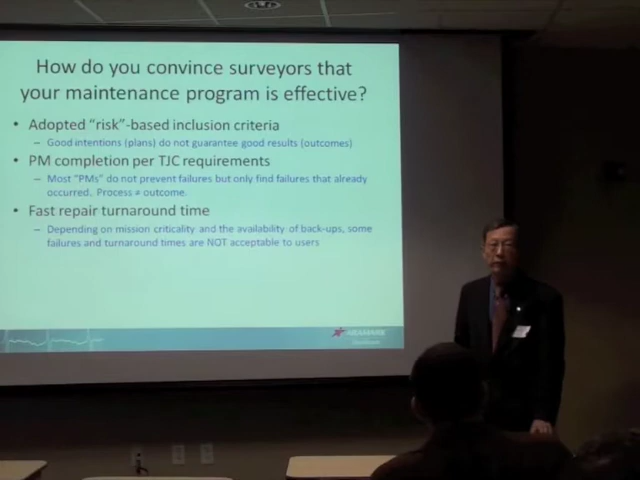 How do you convince surveyors that
your maintenance program is effective?
• Adopted “risk”-based inclusion criteria
– Good intentions (plans) do not guarantee good results (outcomes)
• PM completion per TJC requirements
– Most “PMs” do not prevent failures but only find failures that already
occurred. Process ≠ outcome.
• Fast repair turnaround time
– Depending on mission criticality and the availability of back-ups, some
failures and turnaround times are NOT acceptable to users
ARAMARK